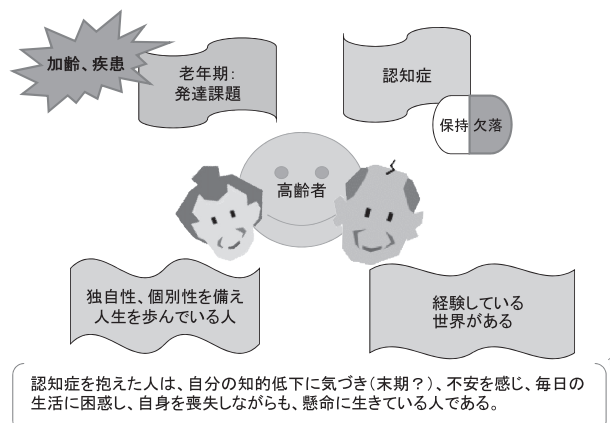 加齢、疾患
老年期：
発達課題
認知症
保持 欠落
高齢者
独自性、個別性を備え
人生を歩んでいる人
経験している
世界がある
認知症を抱えた人は、自分の知的低下に気づき（末期？）、不安を感じ、毎日の
生活に困惑し、自身を喪失しながらも、懸命に生きている人である。